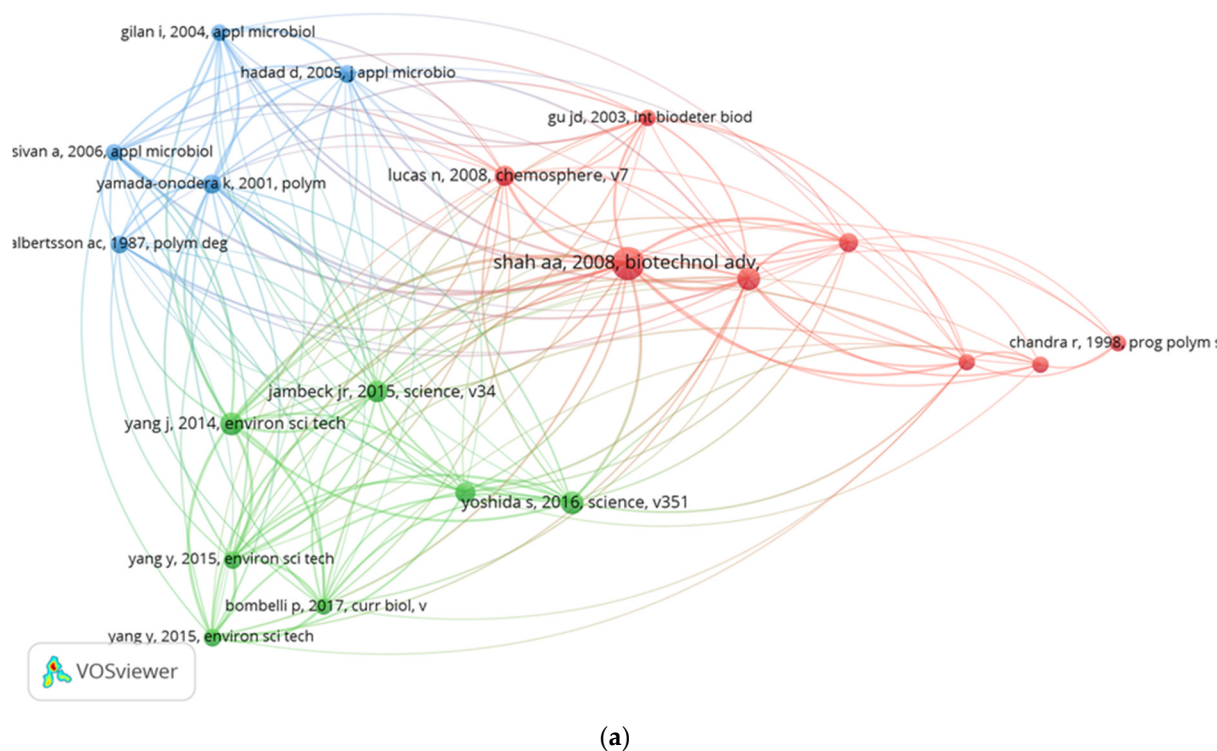 gilan i, 2004, appl microbiol
hadad d, 2005, j appl microbio
gu jd, 2003, int biodeter biod
sivan a, 2006, appl microbiol
lucas n, 2008, chemosphere, v7
yamada-onodera k, 2001, polym
albertsson ac, 1987, polym deg
shah aa, 2008, biotechnol adv,
chandra r, 1998, prog polym s
jambeck jr, 2015, science, v34
yang j, 2014, environ sci tech
yoshida s, 2016, science, v351
yang y, 2015, environ sci tech
bombelli p, 2017, curr biol, v
yang y, 2015, environ sci tech
VOSviewer
(a)